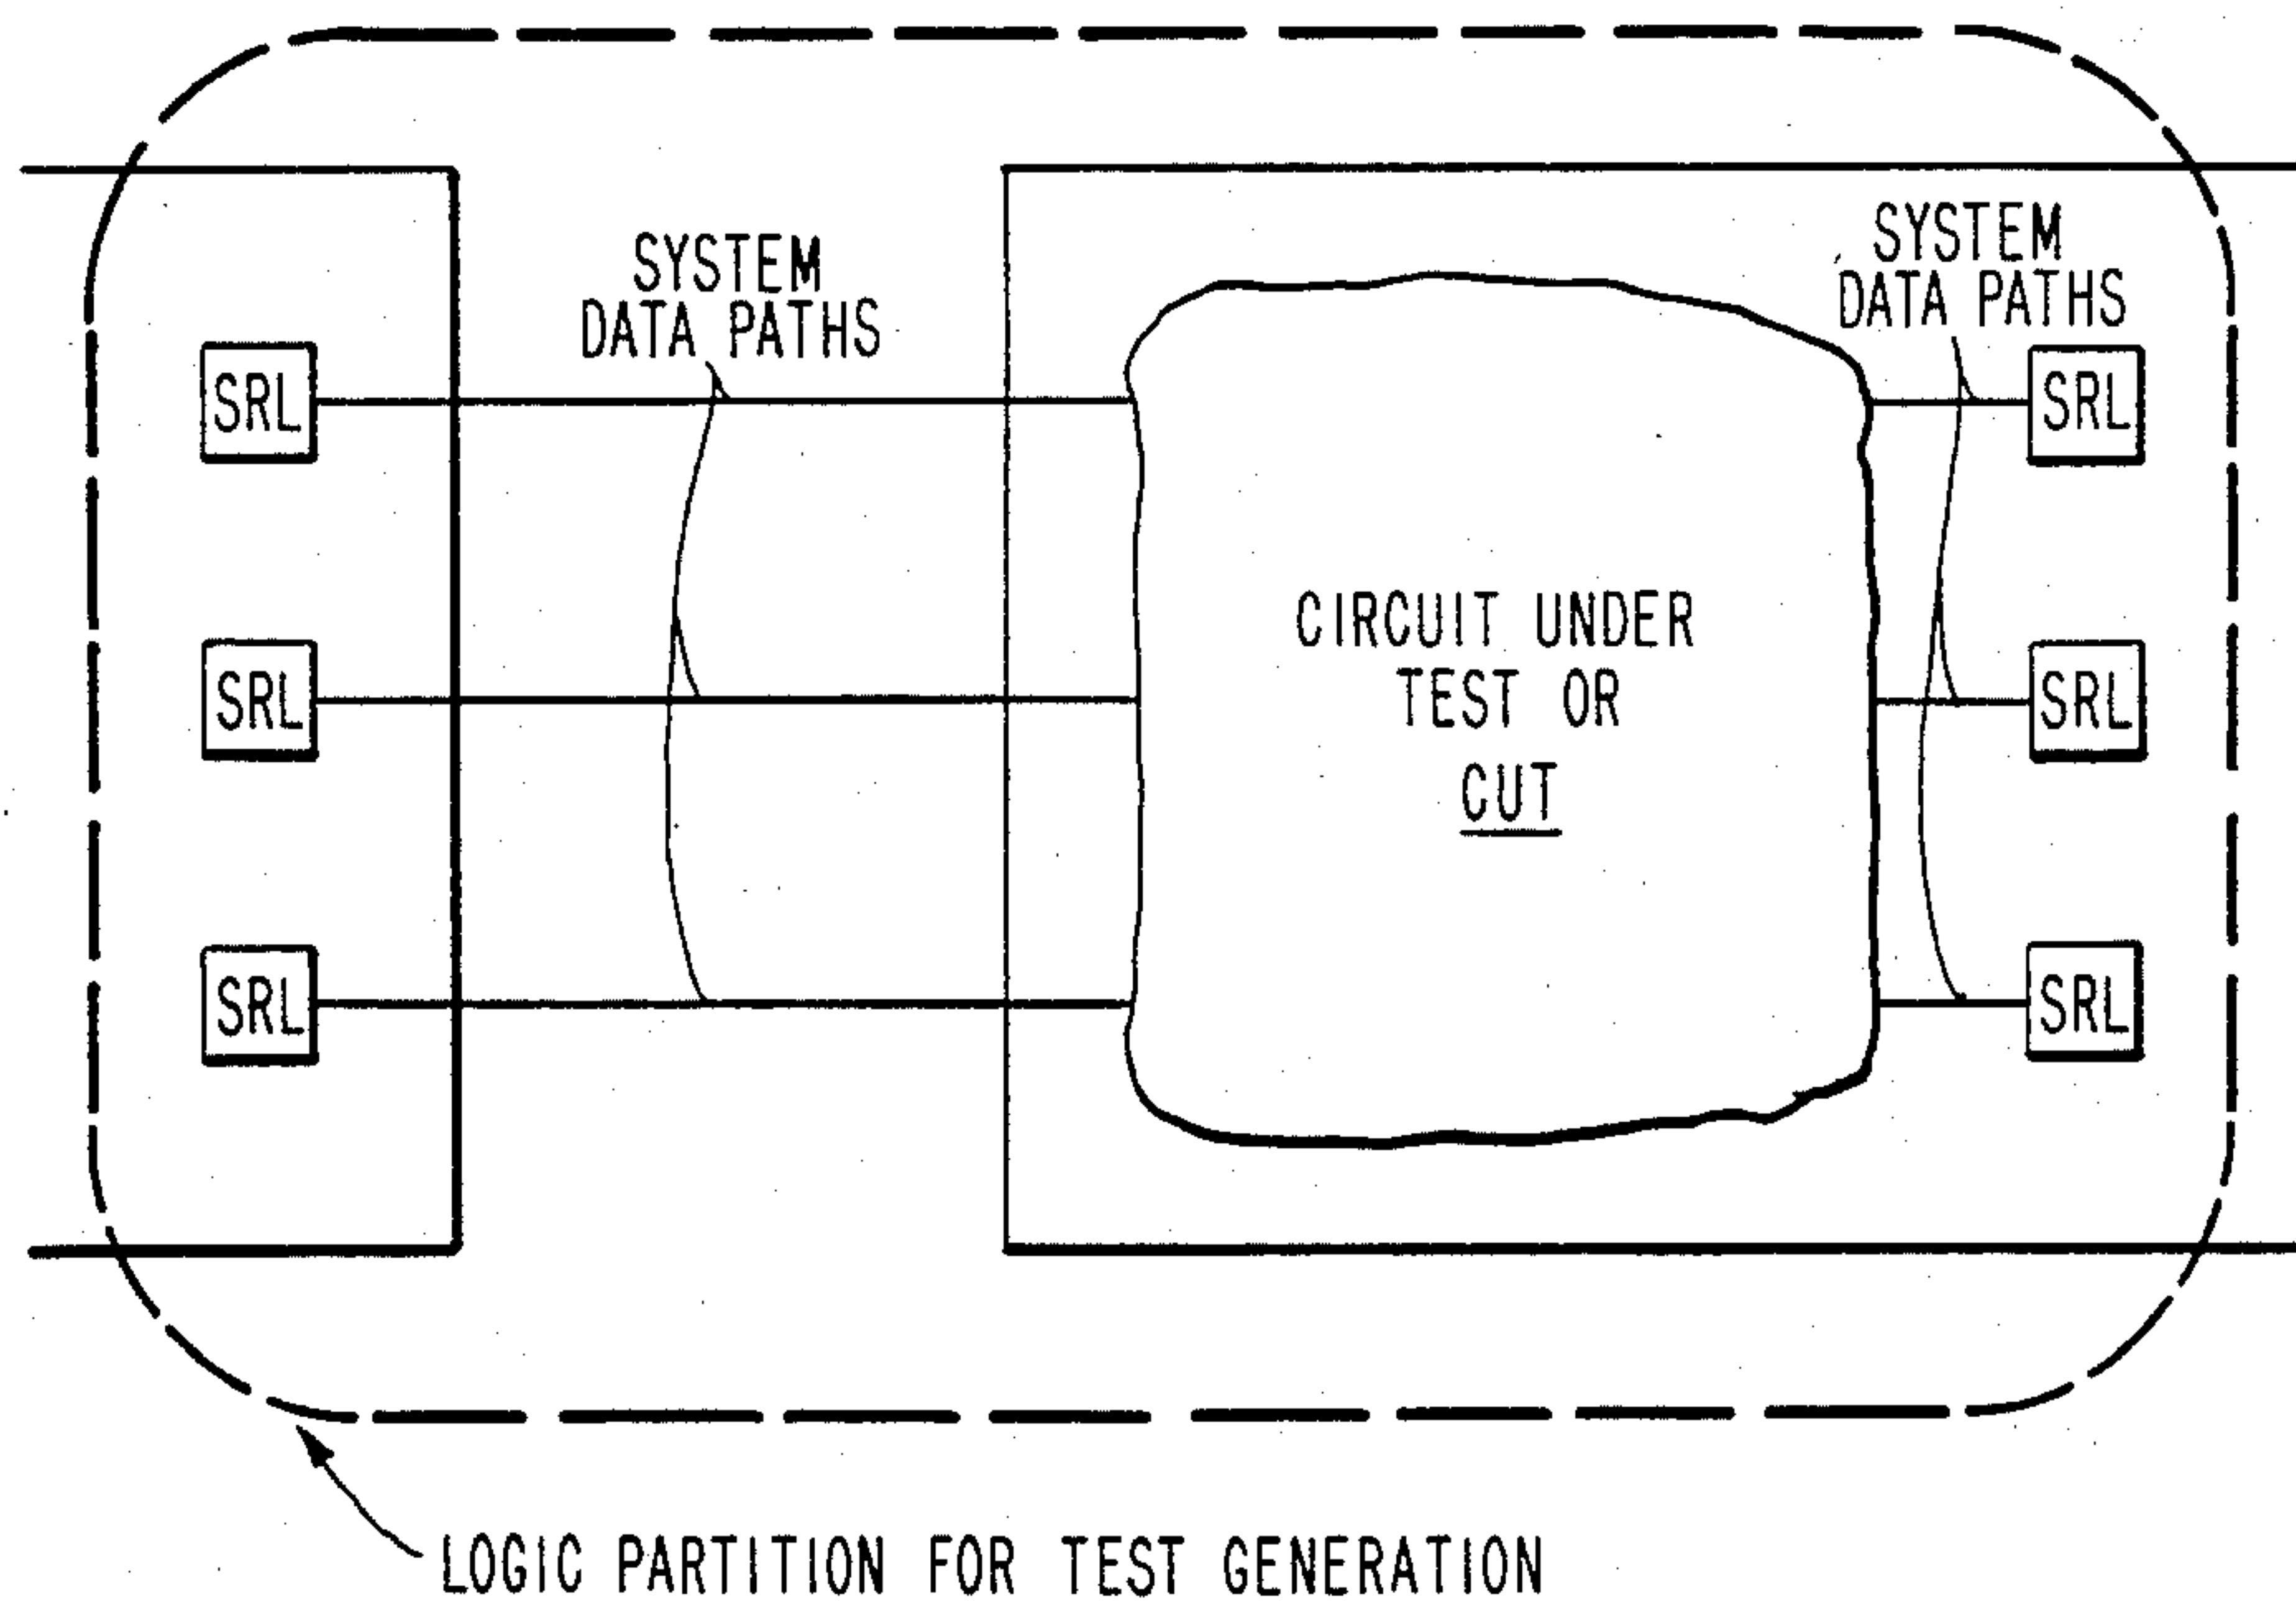 SYSTEM
DATA PATHS
SYSTEM
DATA PATHS
SRL
SRL
SRL
SRL
SRL
SRL
CIRCUIT UNDER
TEST OR
CUT
LOGIC PARTITION FOR TEST GENERATION